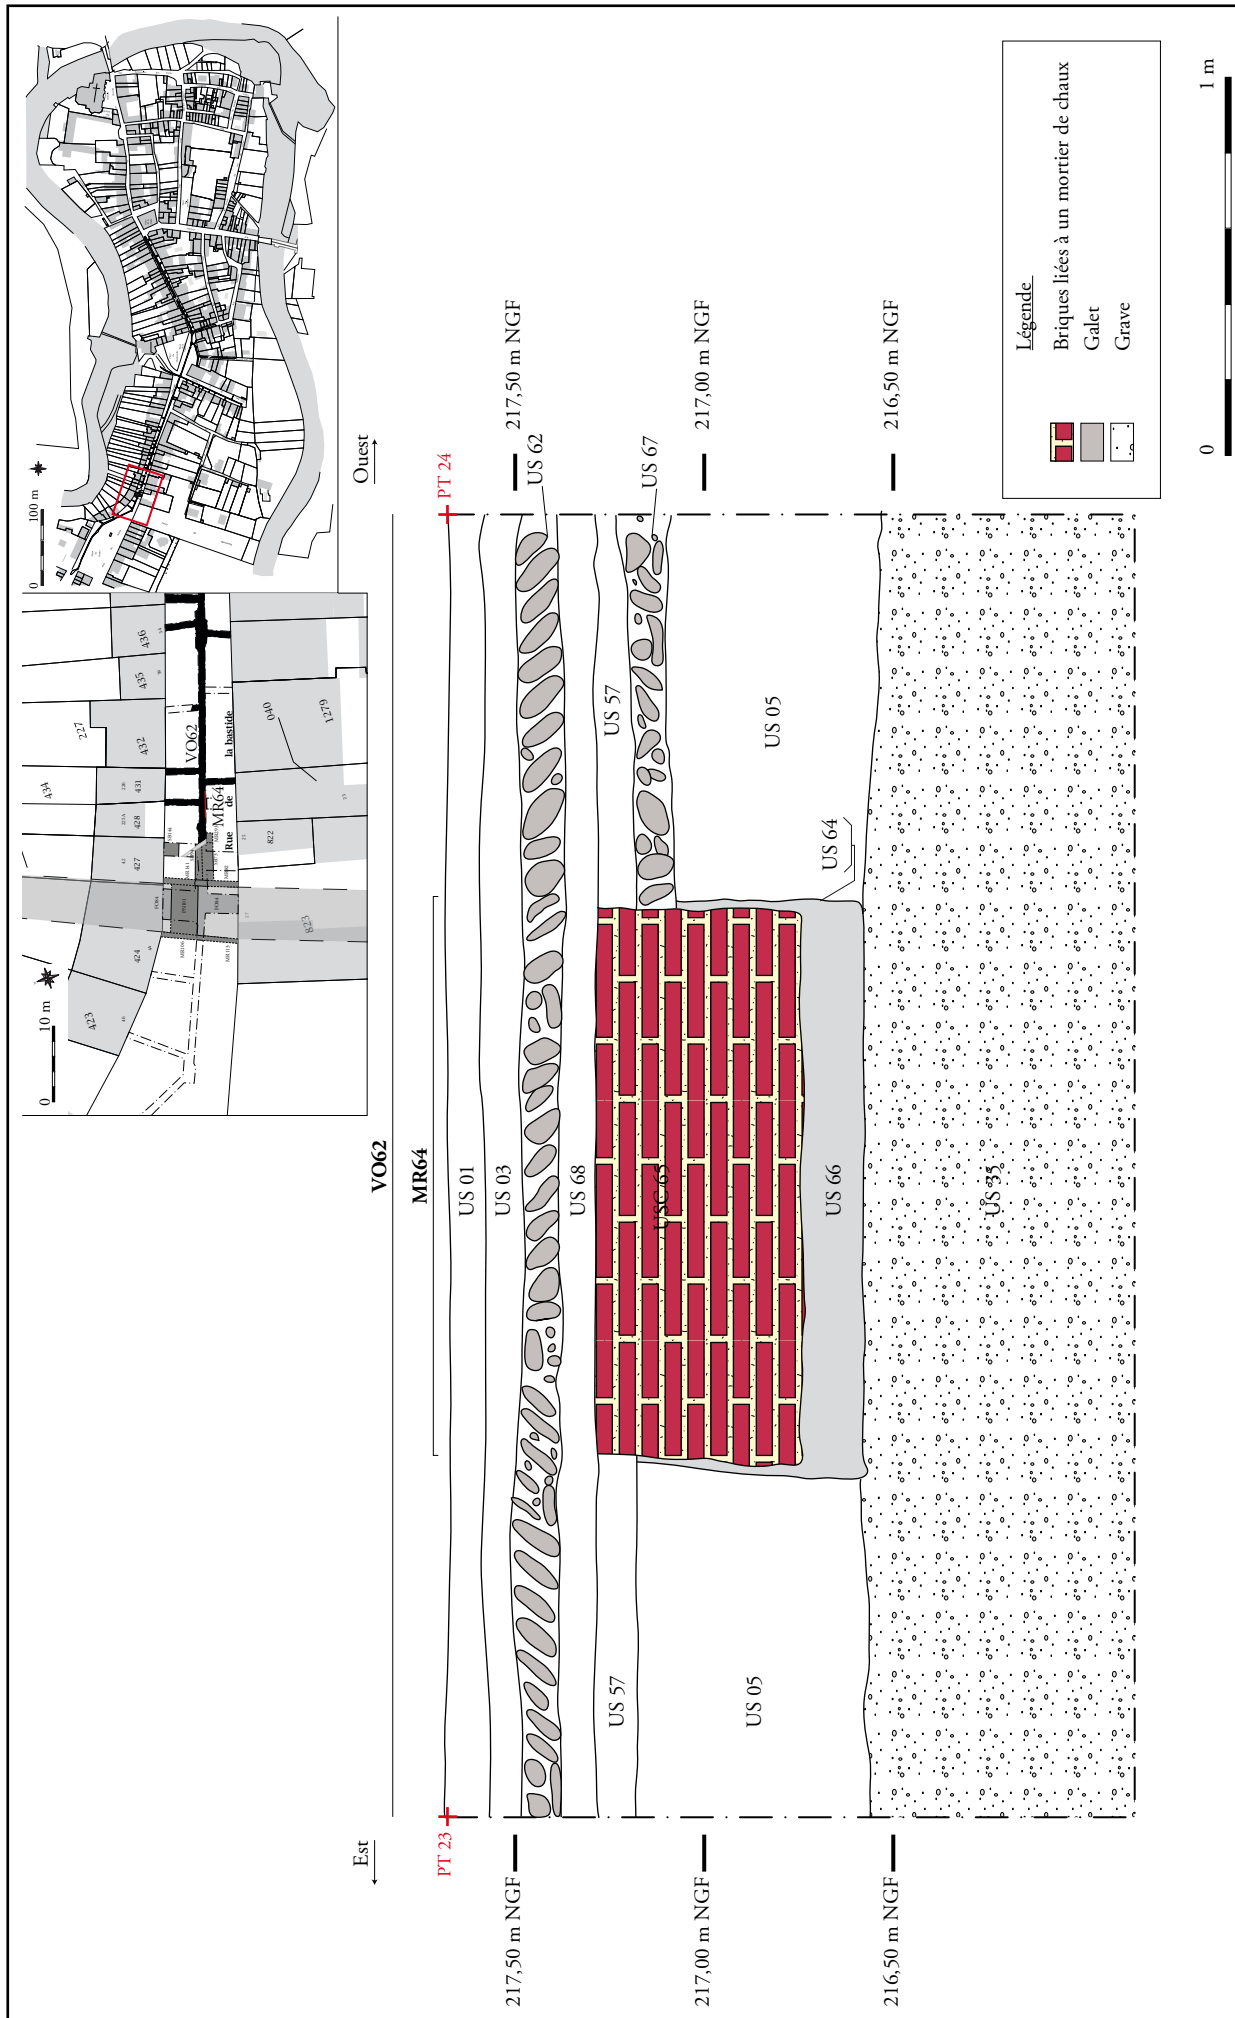 0 100 m
0 10 m
423
424
427
428
431
432
434
435
436
227
822
823
040
1279
VO62
MR64
Rue de la bastide
Est
Ouest
VO62
MR64
PT 23
PT 24
217,50 m NGF
217,00 m NGF
216,50 m NGF
217,50 m NGF
217,00 m NGF
216,50 m NGF
US 01
US 03
US 62
US 68
US 57
US 57
US 67
USC 65
US 05
US 05
US 64
US 66
US 35
Légende
Briques liées à un mortier de chaux
Galet
Grave
0 1 m